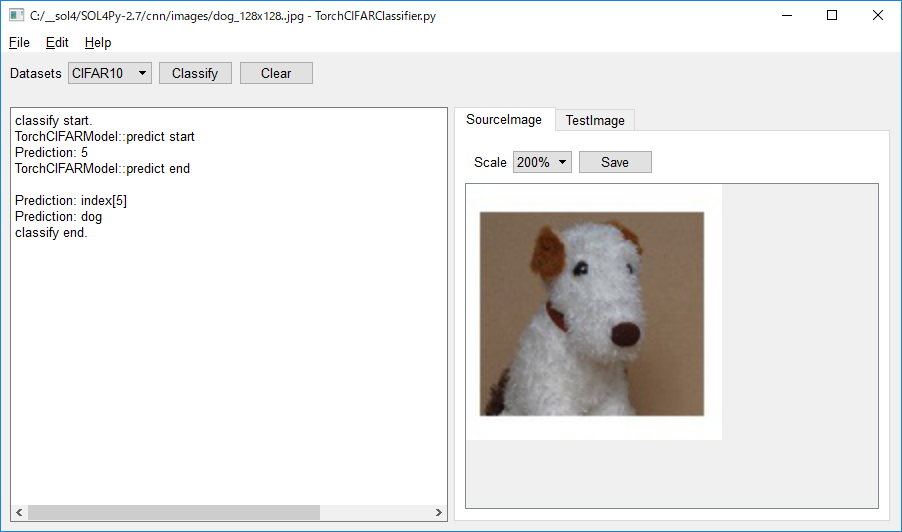 C:/__sol4/SOL4Py-2.7/cnn/images/dog_128x128..jpg - TorchCIFARClassifier.py
File Edit Help
Datasets CIFAR10 Classify Clear
classify start.
TorchCIFARModel::predict start
Prediction: 5
TorchCIFARModel::predict end
Prediction: index[5]
Prediction: dog
classify end.
SourceImage TestImage
Scale 200% Save